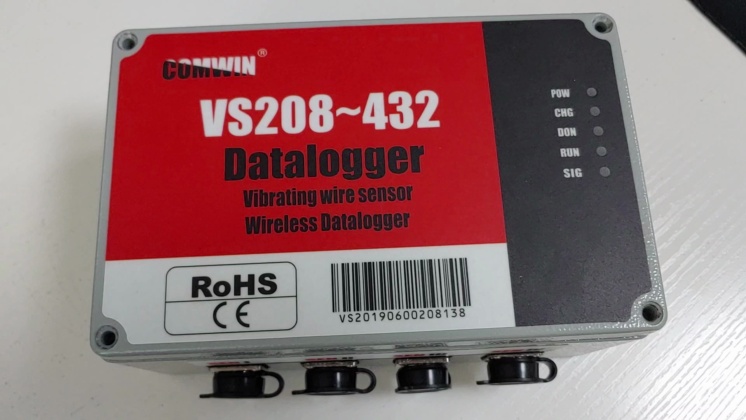 COMWIN®
VS208~432
Datalogger
Vibrating wire sensor
Wireless Datalogger
POW
CHG
DON
RUN
SIG
RoHS
CE
VS20190600208138